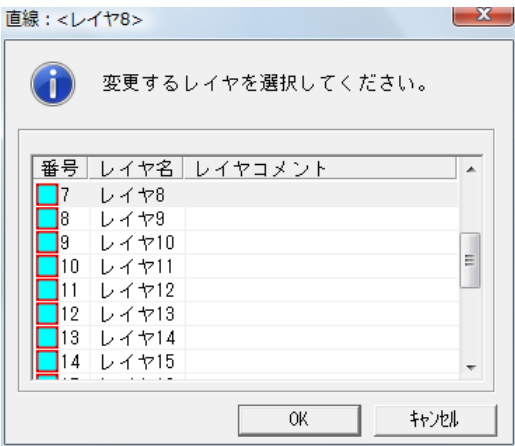 直線：<レイヤ8>
変更するレイヤを選択してください。
番号 レイヤ名 レイヤコメント
7 レイヤ8
8 レイヤ9
9 レイヤ10
10 レイヤ11
11 レイヤ12
12 レイヤ13
13 レイヤ14
14 レイヤ15
OK キャンセル